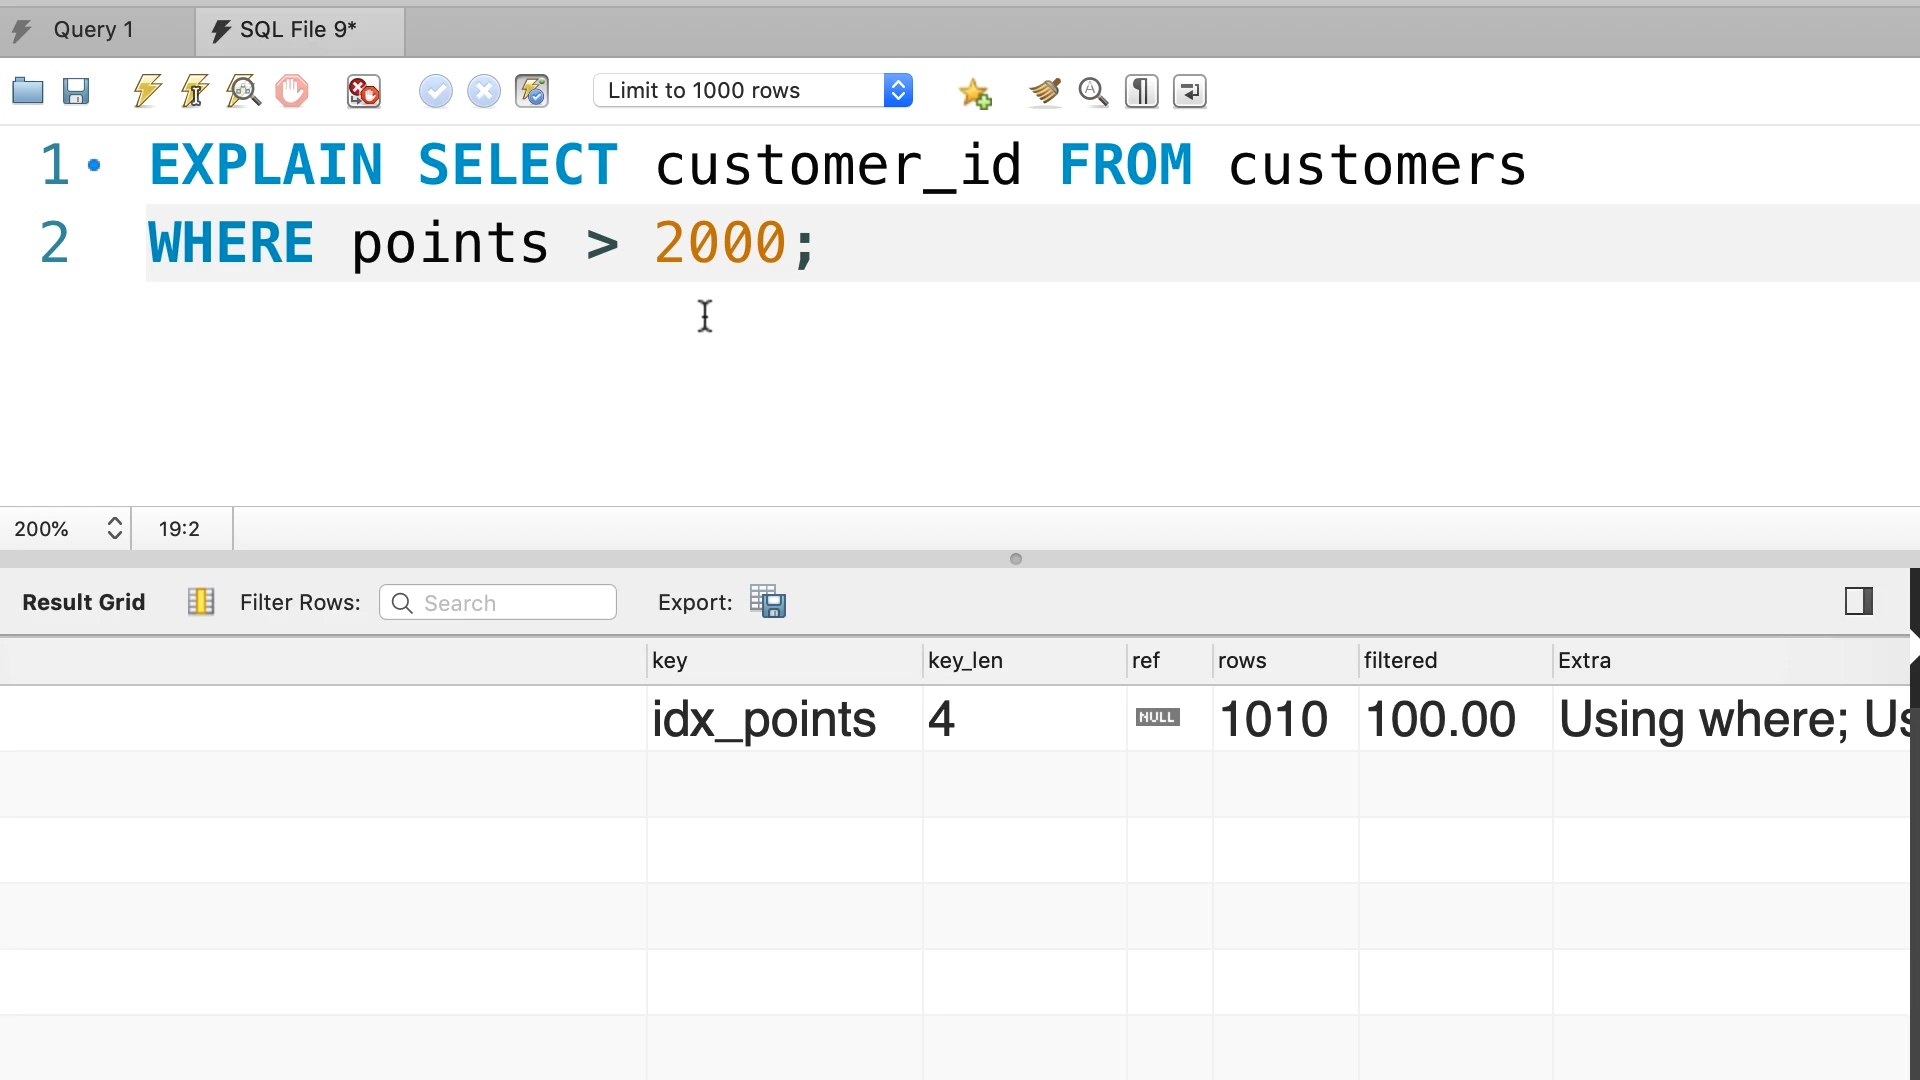 Query 1
SQL File 9*
Limit to 1000 rows
1 EXPLAIN SELECT customer_id FROM customers
2 WHERE points > 2000;
200%
19:2
Result Grid
Filter Rows:
Search
Export:
key key_len ref rows filtered Extra
idx_points 4 NULL 1010 100.00 Using where; Us